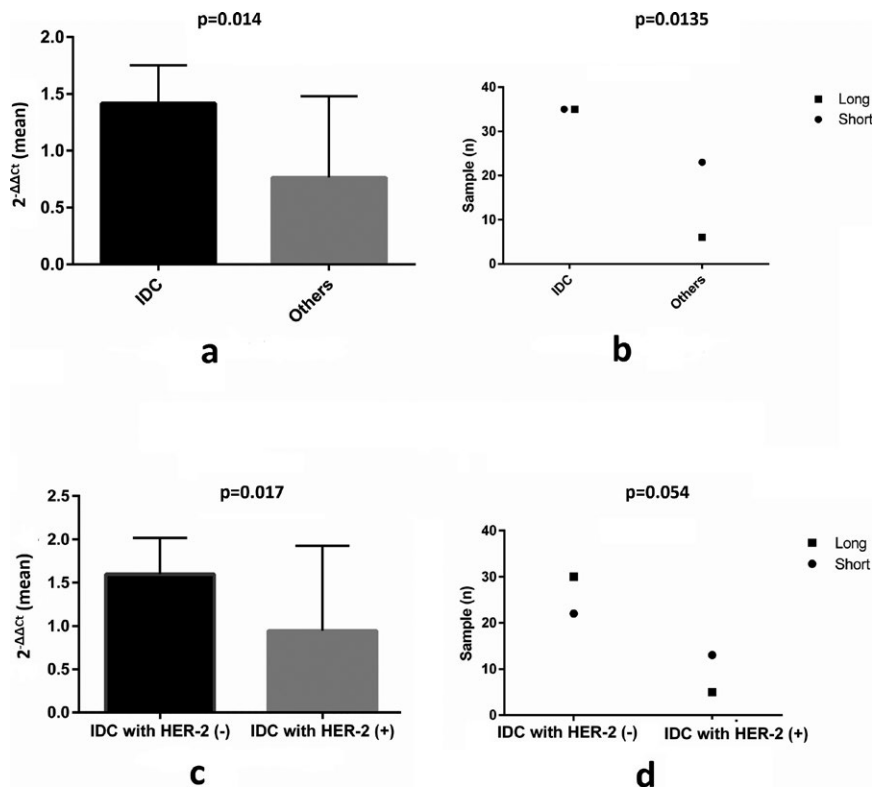 p=0.014
2.0
1.5
1.0
0.5
0.0
2-ΔΔCt (mean)
IDC
Others
a
p=0.0135
40
30
20
10
0
Sample (n)
IDC
Others
Long
Short
b
p=0.017
2.5
2.0
1.5
1.0
0.5
0.0
2-ΔΔCt (mean)
IDC with HER-2 (-)
IDC with HER-2 (+)
c
p=0.054
40
30
20
10
0
Sample (n)
IDC with HER-2 (-)
IDC with HER-2 (+)
Long
Short
d